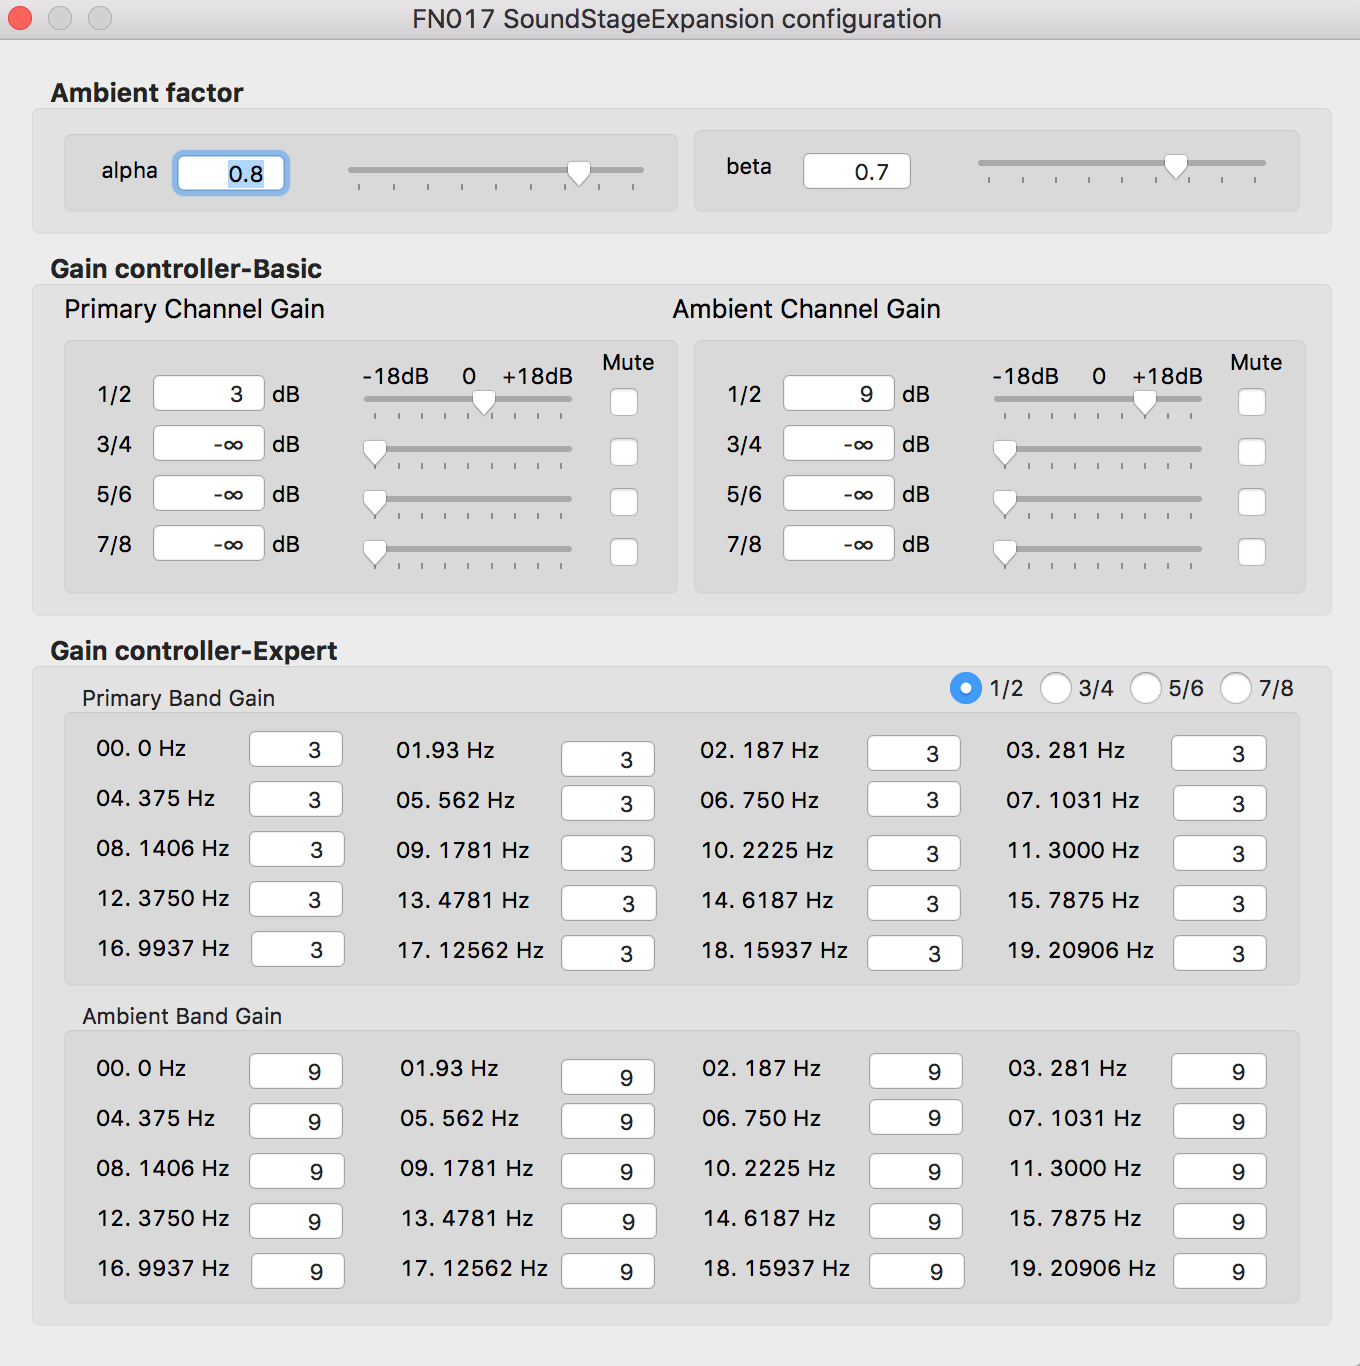 FN017 SoundStageExpansion configuration
Ambient factor
alpha 0.8 beta 0.7
Gain controller-Basic
Primary Channel Gain Ambient Channel Gain
-18dB 0 +18dB Mute -18dB 0 +18dB Mute
1/2 3 dB 1/2 9 dB
3/4 -∞ dB 3/4 -∞ dB
5/6 -∞ dB 5/6 -∞ dB
7/8 -∞ dB 7/8 -∞ dB
Gain controller-Expert
1/2 3/4 5/6 7/8
Primary Band Gain
00. 0 Hz 3 01.93 Hz 3 02. 187 Hz 3 03. 281 Hz 3
04. 375 Hz 3 05. 562 Hz 3 06. 750 Hz 3 07. 1031 Hz 3
08. 1406 Hz 3 09. 1781 Hz 3 10. 2225 Hz 3 11. 3000 Hz 3
12. 3750 Hz 3 13. 4781 Hz 3 14. 6187 Hz 3 15. 7875 Hz 3
16. 9937 Hz 3 17. 12562 Hz 3 18. 15937 Hz 3 19. 20906 Hz 3
Ambient Band Gain
00. 0 Hz 9 01.93 Hz 9 02. 187 Hz 9 03. 281 Hz 9
04. 375 Hz 9 05. 562 Hz 9 06. 750 Hz 9 07. 1031 Hz 9
08. 1406 Hz 9 09. 1781 Hz 9 10. 2225 Hz 9 11. 3000 Hz 9
12. 3750 Hz 9 13. 4781 Hz 9 14. 6187 Hz 9 15. 7875 Hz 9
16. 9937 Hz 9 17. 12562 Hz 9 18. 15937 Hz 9 19. 20906 Hz 9